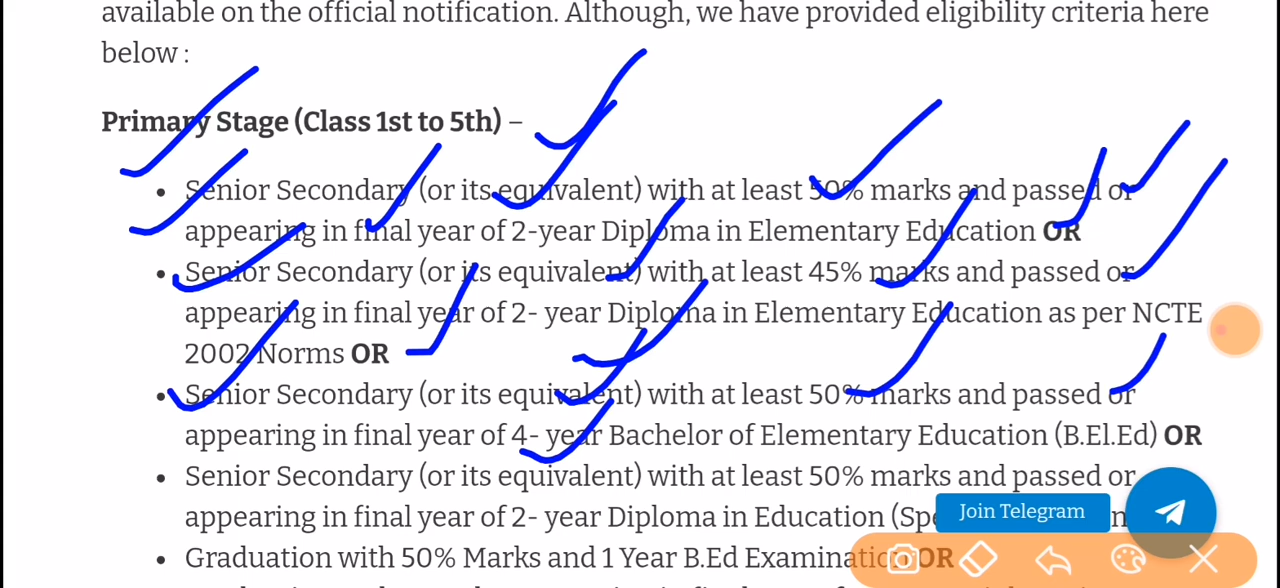 available on the official notification. Although, we have provided eligibility criteria here
below :
Primary Stage (Class 1st to 5th) –
• Senior Secondary (or its equivalent) with at least 50% marks and passed or
appearing in final year of 2-year Diploma in Elementary Education OR
• Senior Secondary (or its equivalent) with at least 45% marks and passed or
appearing in final year of 2- year Diploma in Elementary Education as per NCTE
2002 Norms OR
• Senior Secondary (or its equivalent) with at least 50% marks and passed or
appearing in final year of 4- year Bachelor of Elementary Education (B.El.Ed) OR
• Senior Secondary (or its equivalent) with at least 50% marks and passed or
appearing in final year of 2- year Diploma in Education
Join Telegram
• Graduation with 50% Marks and 1 Year B.Ed Examination OR